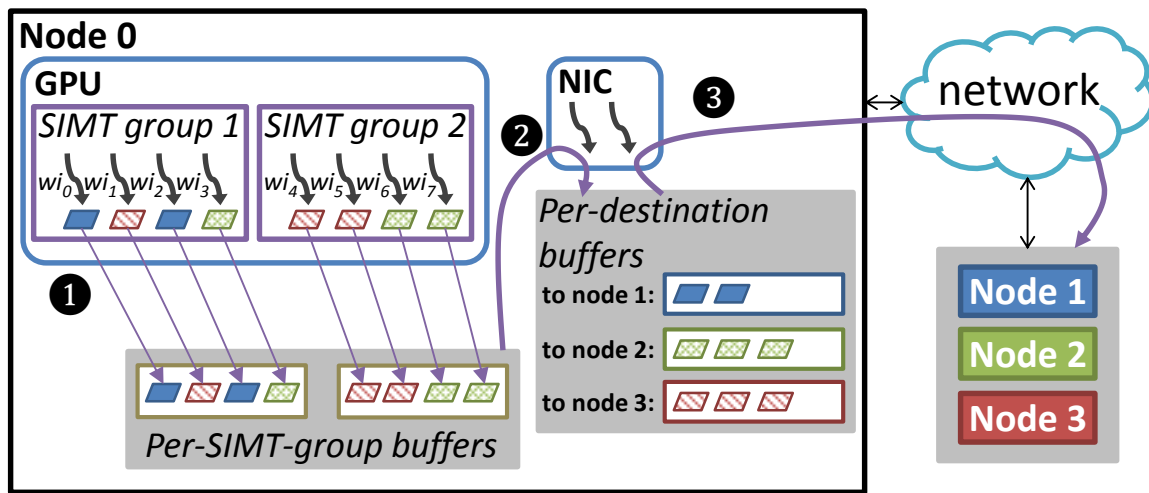 Node 0
GPU
SIMT group 1
SIMT group 2
wi0 wi1 wi2 wi3
wi4 wi5 wi6 wi7
NIC
network
1
2
3
Per-destination
buffers
to node 1:
to node 2:
to node 3:
Per-SIMT-group buffers
Node 1
Node 2
Node 3